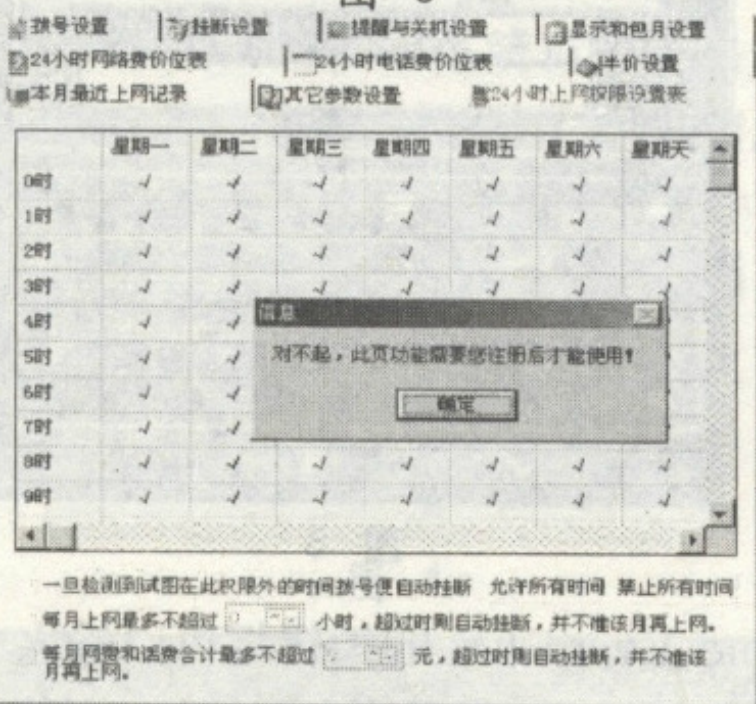 拨号设置 挂断设置 提醒与关机设置 显示和包月设置
24小时网络费价位表 24小时电话费价位表 半价设置
本月最近上网记录 其它参数设置 24小时上网权限设置表
星期一 星期二 星期三 星期四 星期五 星期六 星期天
0时 √ √ √ √ √ √ √
1时 √ √ √ √ √ √ √
2时 √ √ √ √ √ √ √
3时 √ √ √ √ √ √ √
4时 √ √
5时 √ √
6时 √ √
7时 √ √
8时 √ √ √ √ √ √ √
9时 √ √ √ √ √ √ √
信息
对不起，此页功能需要您注册后才能使用！
确定
一旦检测到试图在此权限外的时间拨号便自动挂断 允许所有时间 禁止所有时间
每月上网最多不超过 小时，超过时则自动挂断，并不准该月再上网。
每月网费和话费合计最多不超过 元，超过时则自动挂断，并不准该
月再上网。